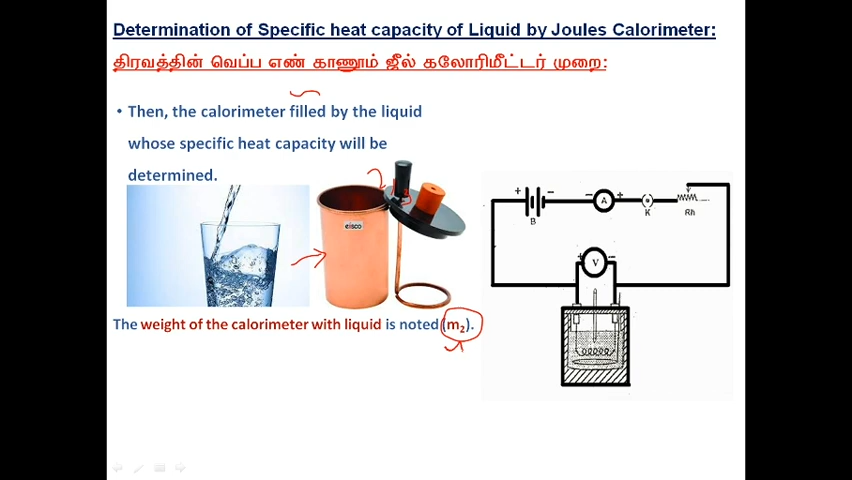 Determination of Specific heat capacity of Liquid by Joules Calorimeter:
திரவத்தின் வெப்ப எண் காணும் ஜீல் கலோரிமீட்டர் முறை:
• Then, the calorimeter filled by the liquid
whose specific heat capacity will be
determined.
eisco
The weight of the calorimeter with liquid is noted (m₂).
+ − − A + K Rh
B
+ V −